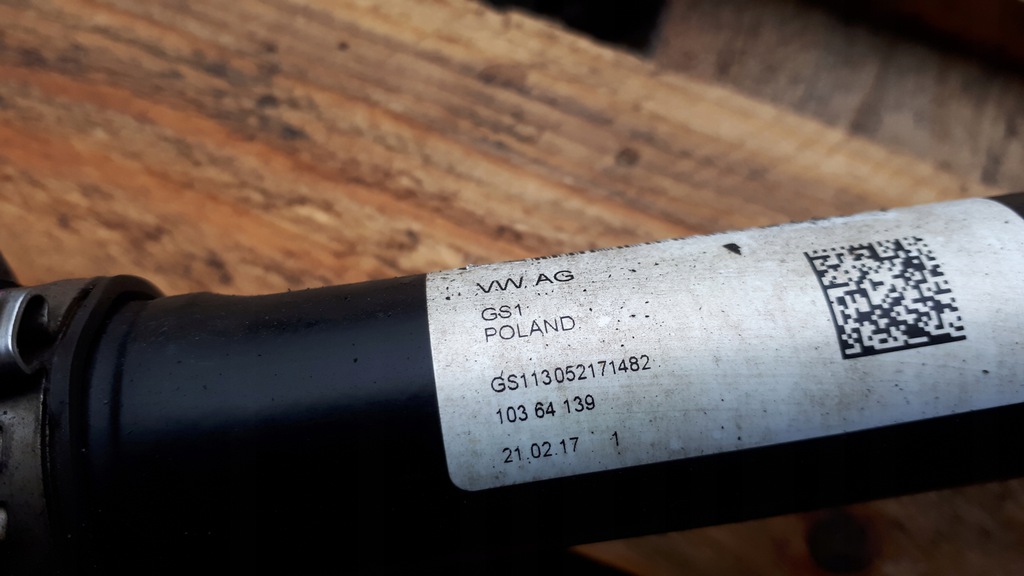 VW AG
GS1
POLAND
GS113052171482
103 64 139
21.02.17 1